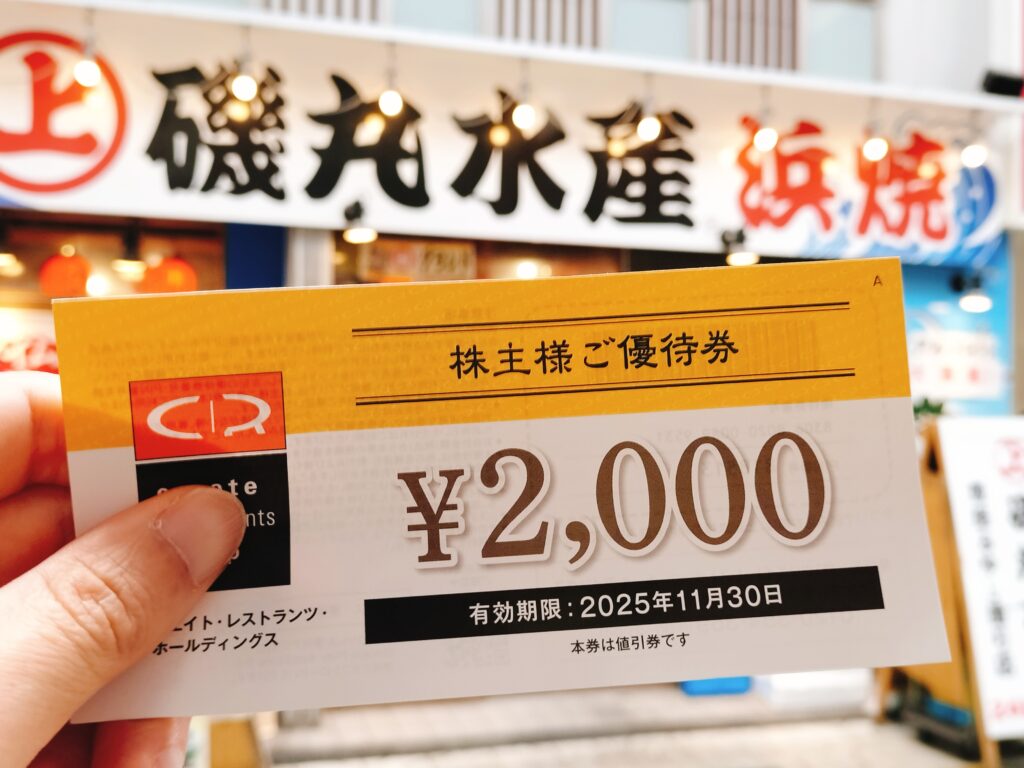 上
磯丸水産 浜焼
A
株主様ご優待券
¥2,000
有効期限：2025年11月30日
本券は値引券です
イト・レストランツ・
ホールディングス